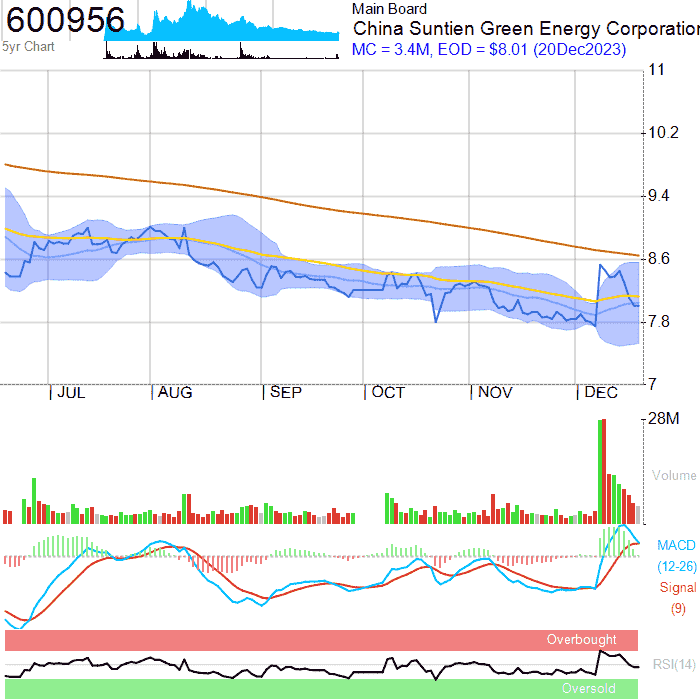 600956
5yr Chart
Main Board
China Suntien Green Energy Corporation
MC = 3.4M, EOD = $8.01 (20Dec2023)
11
10.2
9.4
8.6
7.8
7
JUL AUG SEP OCT NOV DEC
28M
Volume
MACD
(12-26)
Signal
(9)
Overbought
RSI(14)
Oversold